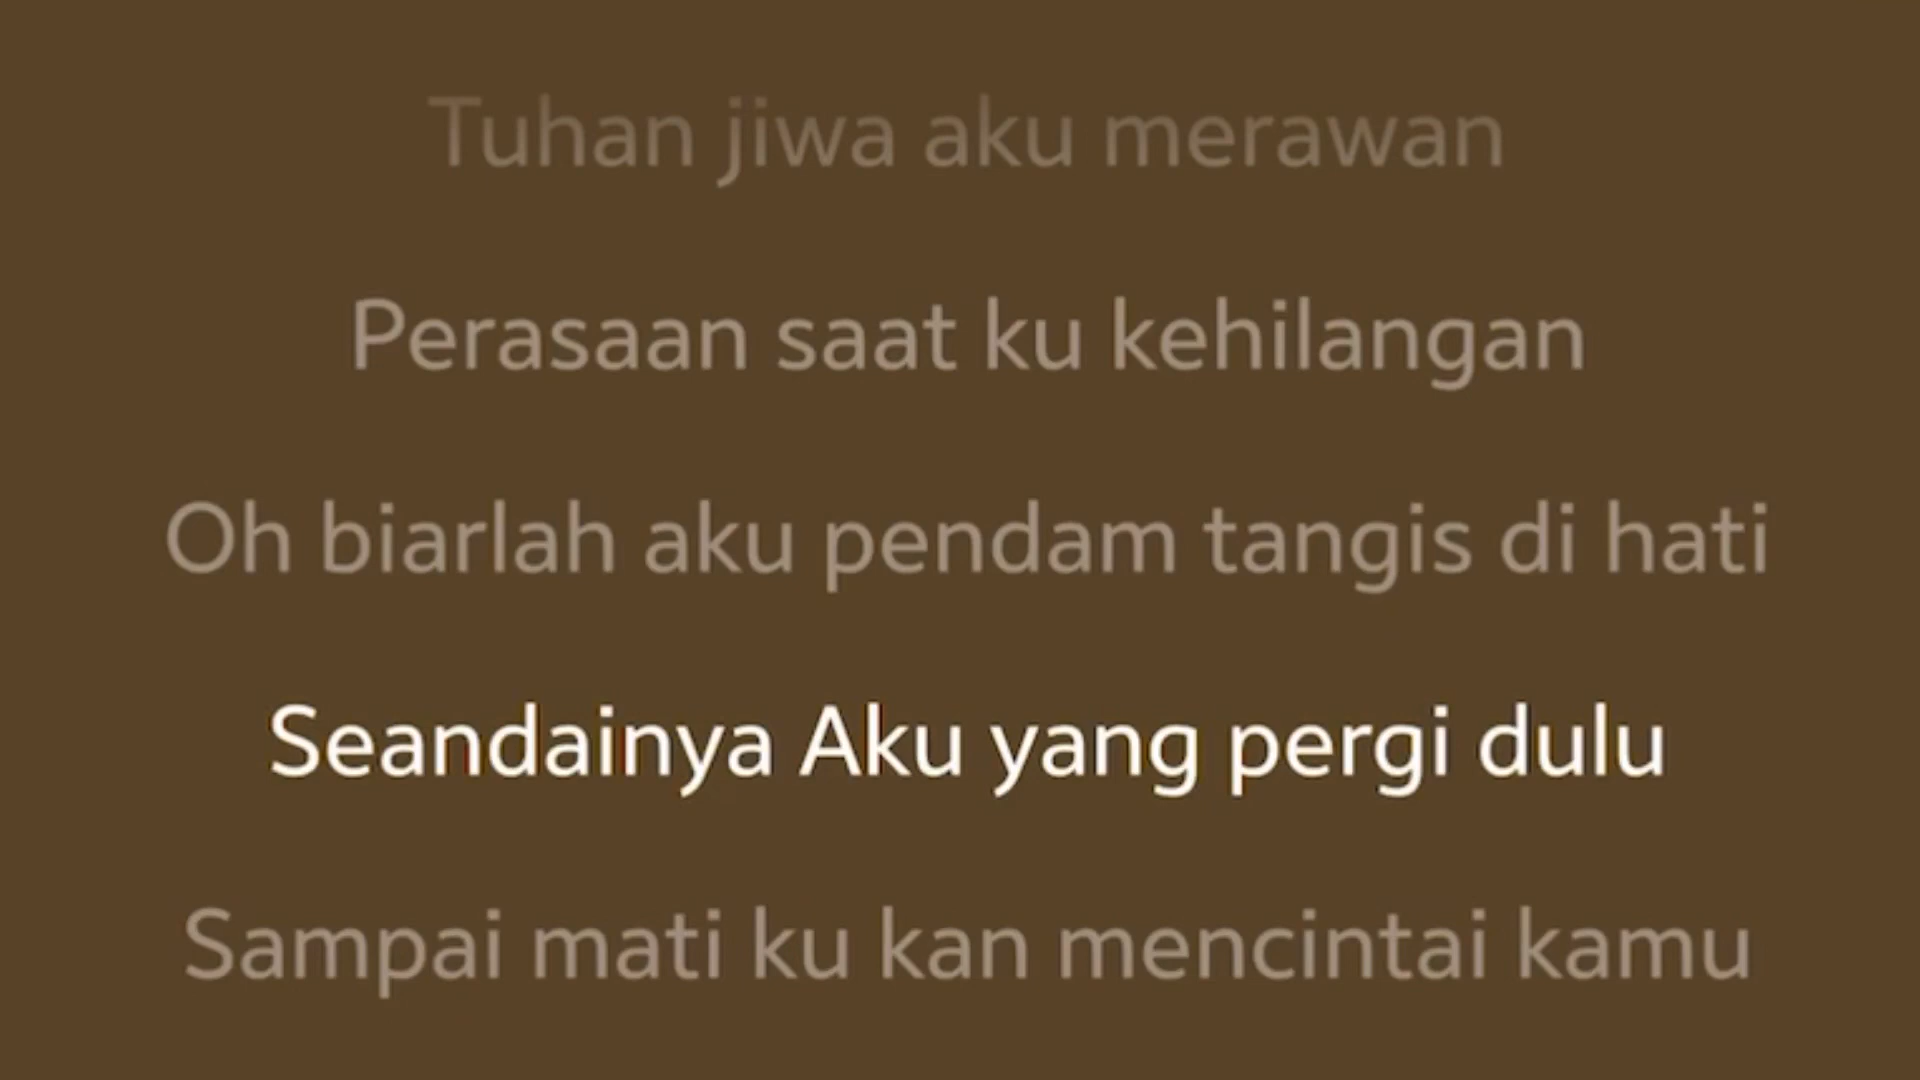 Tuhan jiwa aku merawan
Perasaan saat ku kehilangan
Oh biarlah aku pendam tangis di hati
Seandainya Aku yang pergi dulu
Sampai mati ku kan mencintai kamu